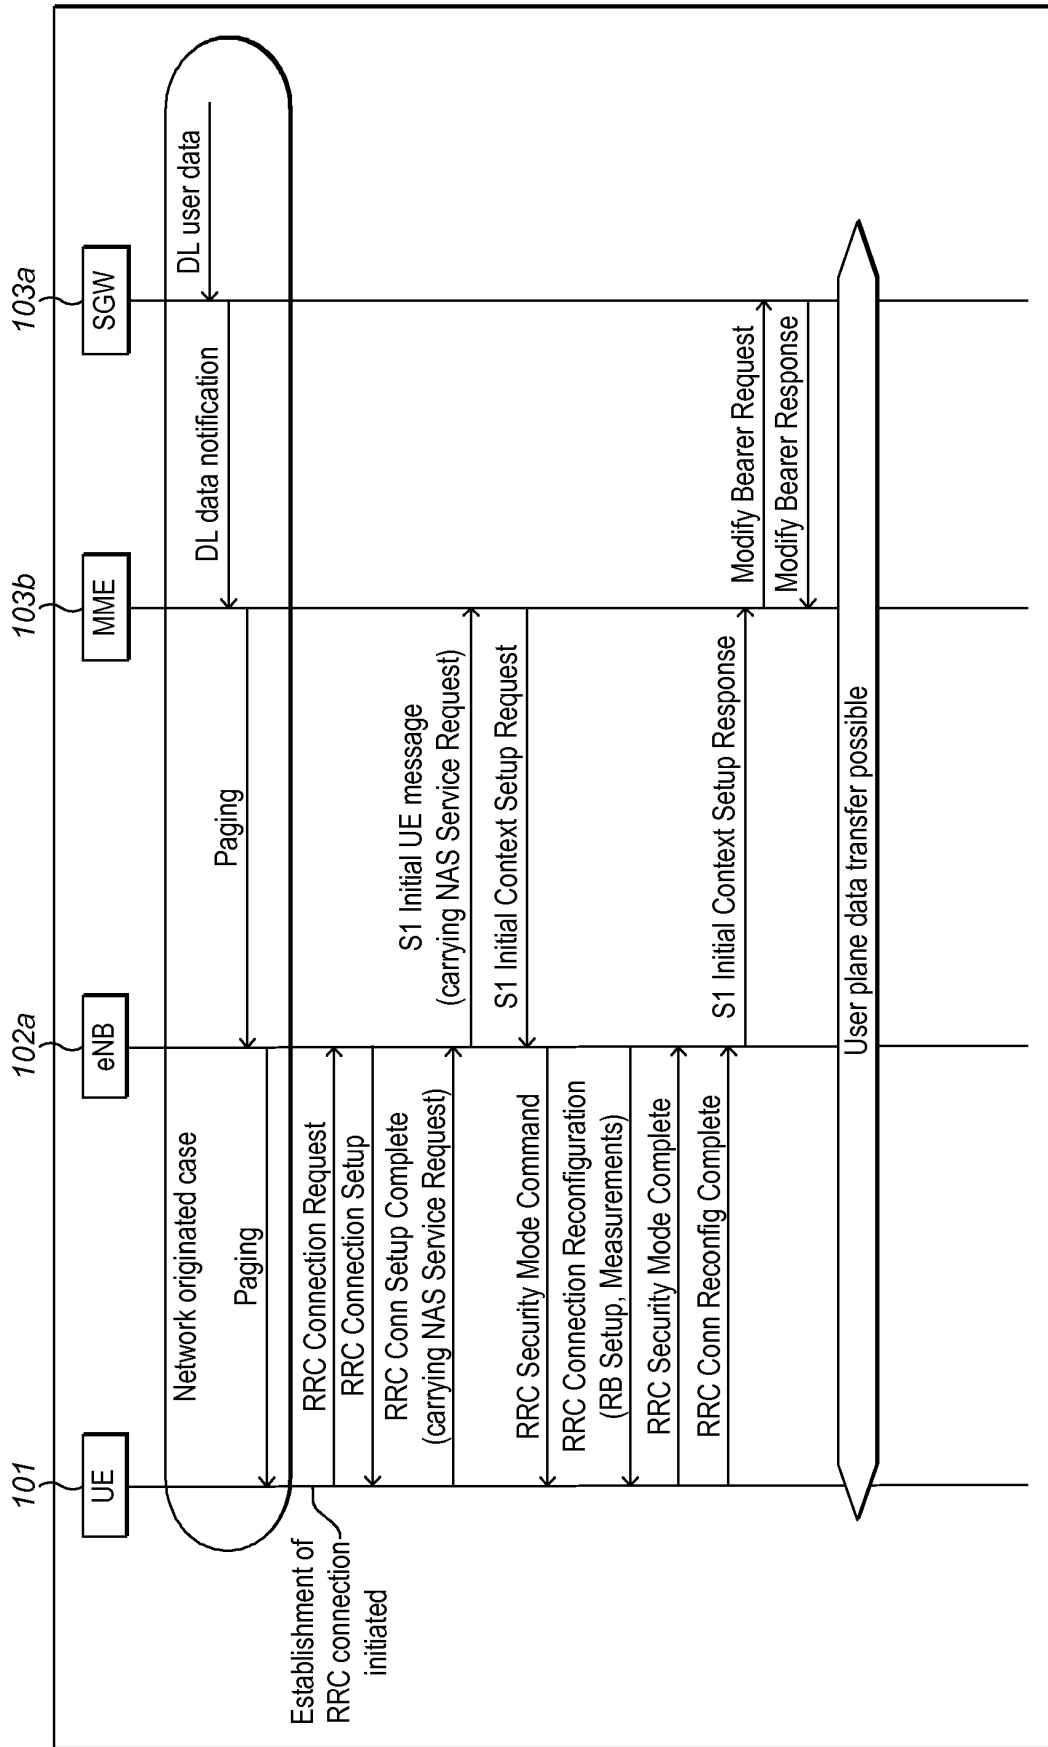 101
102a
103b
103a
UE
eNB
MME
SGW
Network originated case
DL user data
DL data notification
Paging
Paging
Establishment of
RRC connection
initiated
RRC Connection Request
RRC Connection Setup
RRC Conn Setup Complete
(carrying NAS Service Request)
S1 Initial UE message
(carrying NAS Service Request)
S1 Initial Context Setup Request
RRC Security Mode Command
RRC Connection Reconfiguration
(RB Setup, Measurements)
RRC Security Mode Complete
RRC Conn Reconfig Complete
S1 Initial Context Setup Response
Modify Bearer Request
Modify Bearer Response
User plane data transfer possible